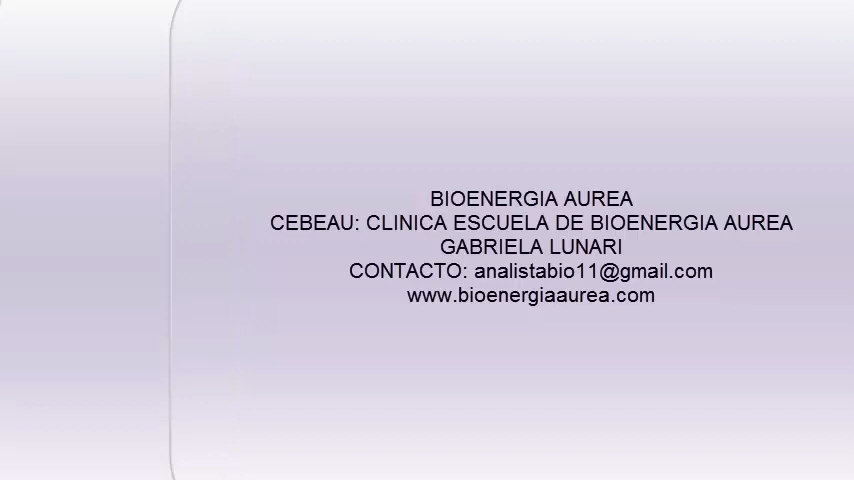 BIOENERGIA AUREA
CEBEAU: CLINICA ESCUELA DE BIOENERGIA AUREA
GABRIELA LUNARI
CONTACTO: analistabio11@gmail.com
www.bioenergiaaurea.com